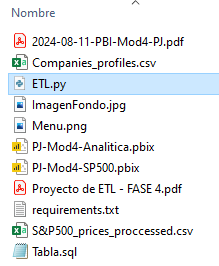 Nombre
2024-08-11-PBI-Mod4-PJ.pdf
Companies_profiles.csv
ETL.py
ImagenFondo.jpg
Menu.png
PJ-Mod4-Analitica.pbix
PJ-Mod4-SP500.pbix
Proyecto de ETL - FASE 4.pdf
requirements.txt
S&P500_prices_proccessed.csv
Tabla.sql